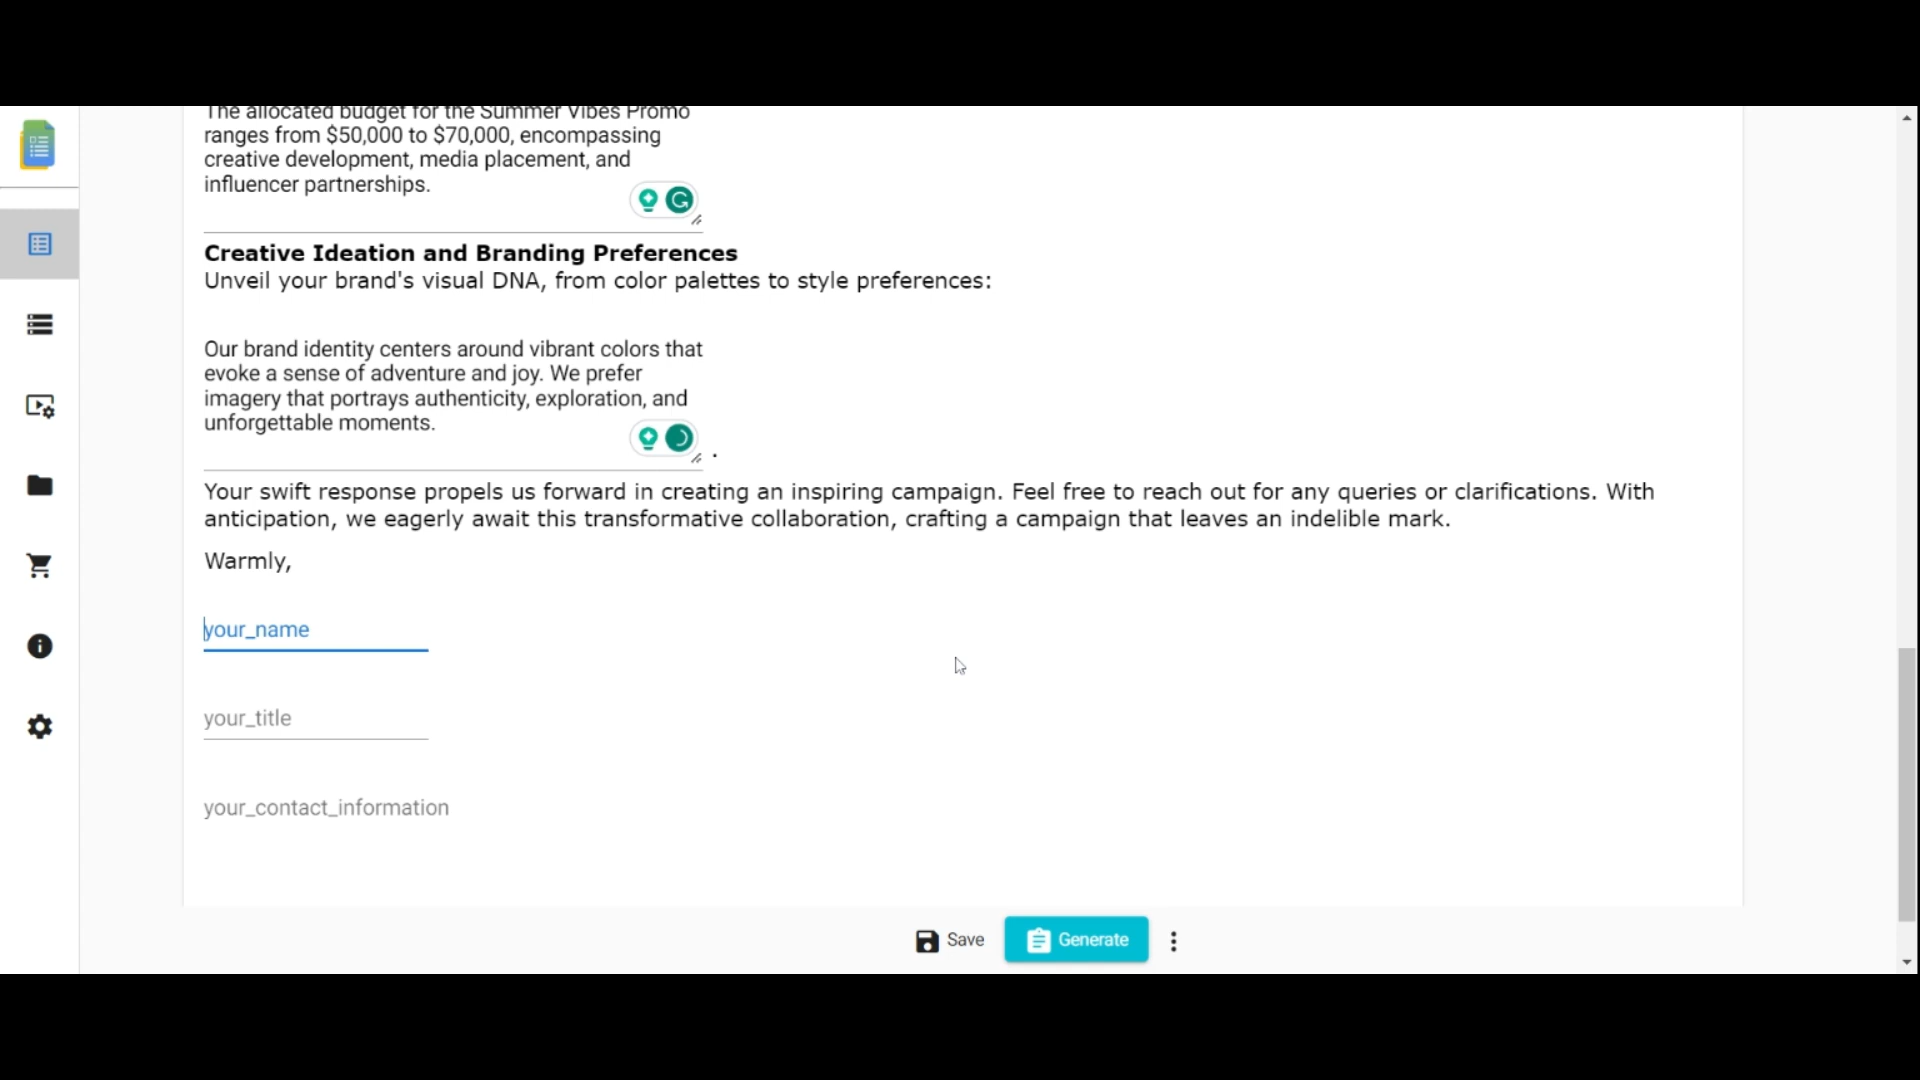 The allocated budget for the Summer Vibes Promo
ranges from $50,000 to $70,000, encompassing
creative development, media placement, and
influencer partnerships.
Creative Ideation and Branding Preferences
Unveil your brand's visual DNA, from color palettes to style preferences:
Our brand identity centers around vibrant colors that
evoke a sense of adventure and joy. We prefer
imagery that portrays authenticity, exploration, and
unforgettable moments.
.
Your swift response propels us forward in creating an inspiring campaign. Feel free to reach out for any queries or clarifications. With
anticipation, we eagerly await this transformative collaboration, crafting a campaign that leaves an indelible mark.
Warmly,
your_name
your_title
your_contact_information
Save Generate